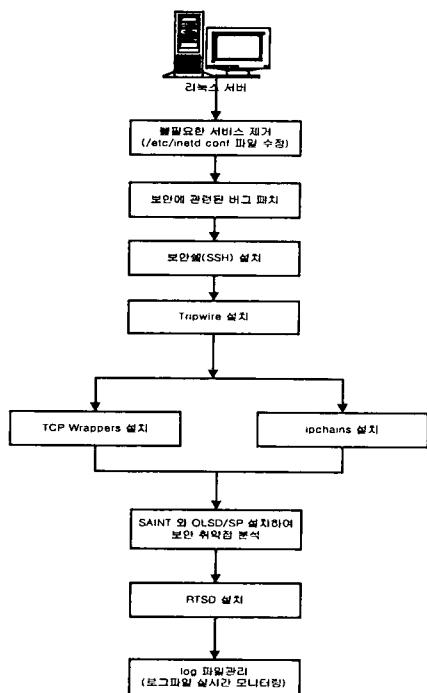 리눅스 서버
불필요한 서비스 제거
(/etc/inetd conf 파일 수정)
보안에 관련된 버그 패치
보안쉘(SSH) 설치
Tripwire 설치
TCP Wrappers 설치
ipchains 설치
SAINT 와 OLSD/SP 설치하여
보안 취약점 분석
RTSD 설치
log 파일관리
(로그파일 실시간 모니터링)